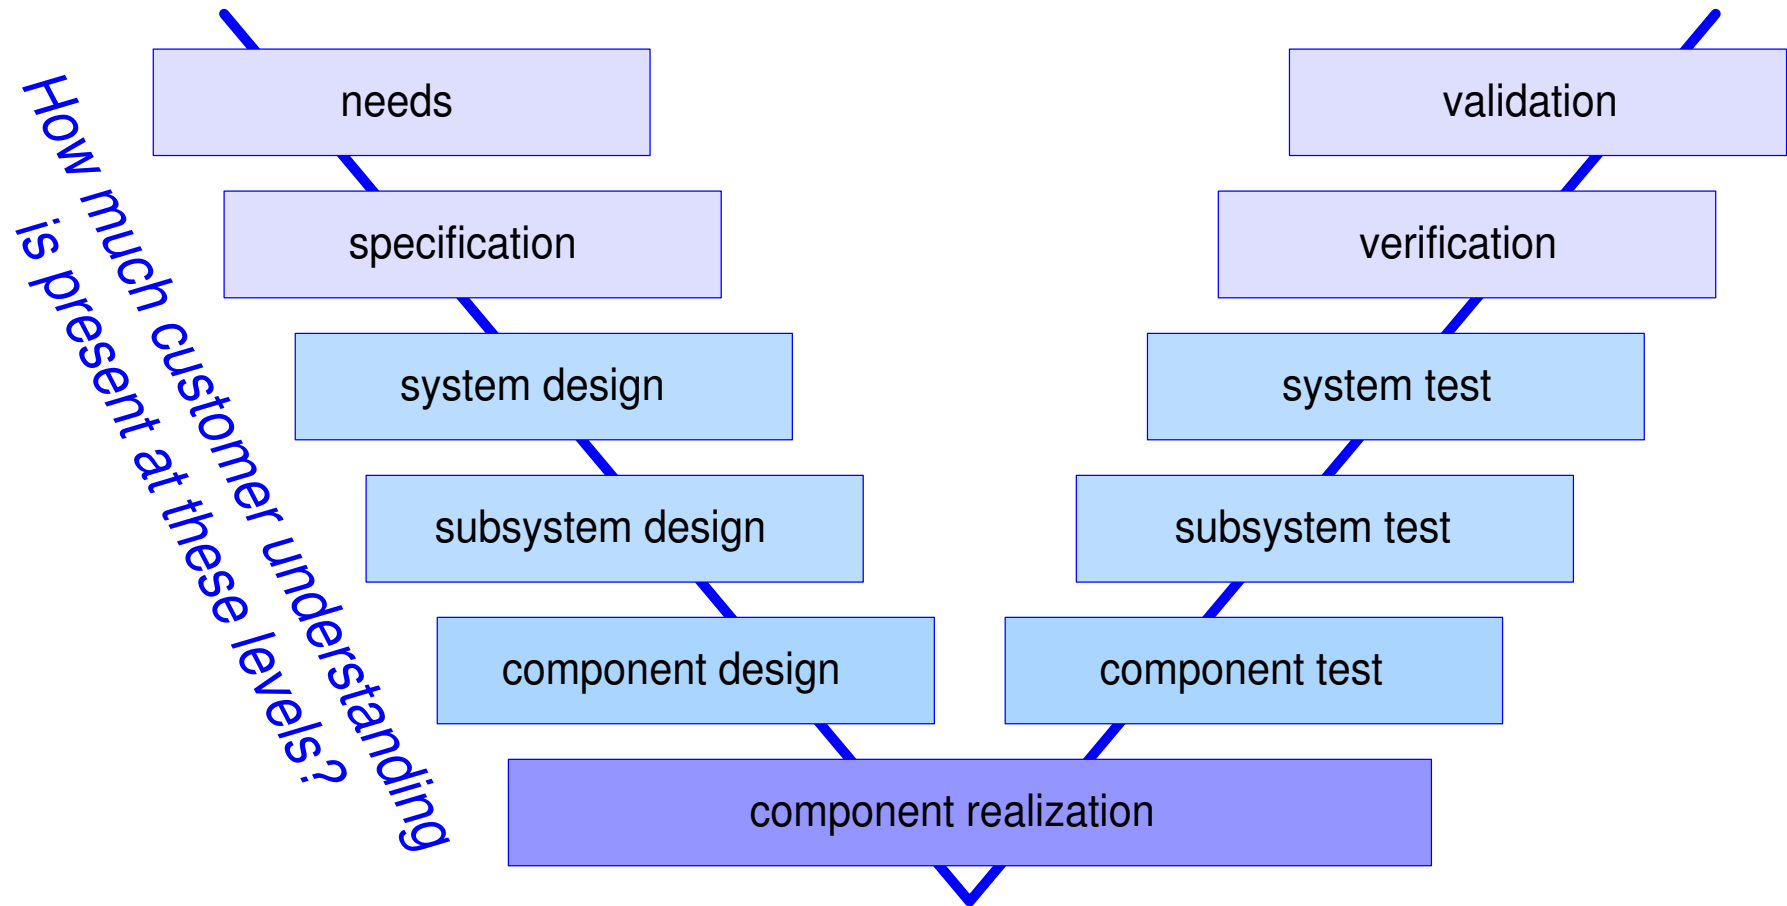 How much customer understanding
is present at these levels?
needs
specification
system design
subsystem design
component design
component realization
validation
verification
system test
subsystem test
component test